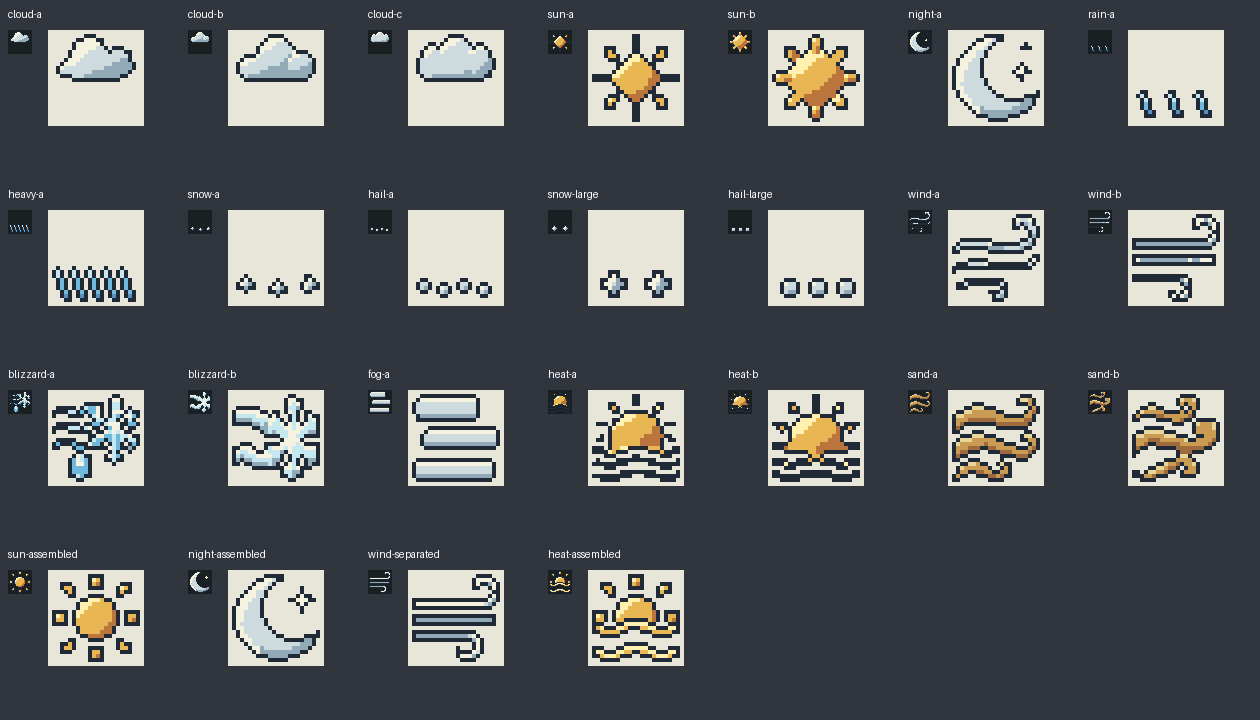 cloud-a cloud-b cloud-c sun-a sun-b night-a rain-a
heavy-a snow-a hail-a snow-large hail-large wind-a wind-b
blizzard-a blizzard-b fog-a heat-a heat-b sand-a sand-b
sun-assembled night-assembled wind-separated heat-assembled